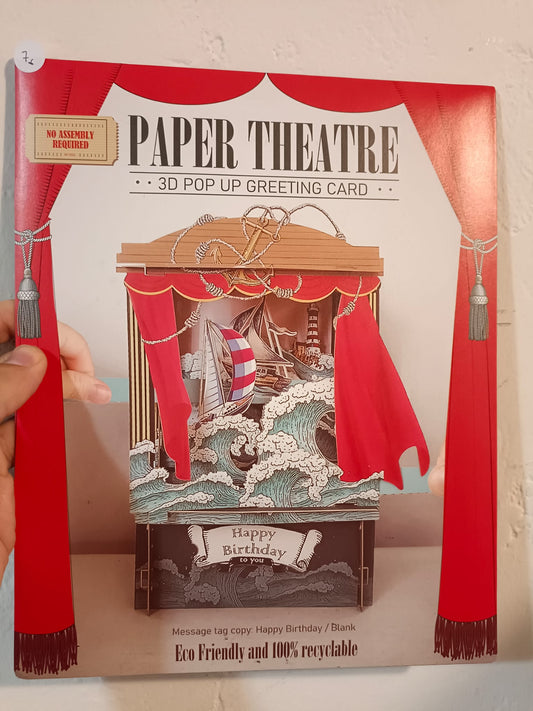 7
NO ASSEMBLY
REQUIRED
PAPER THEATRE
3D POP UP GREETING CARD
Happy
Birthday
to you
Message tag copy: Happy Birthday / Blank
Eco Friendly and 100% recyclable